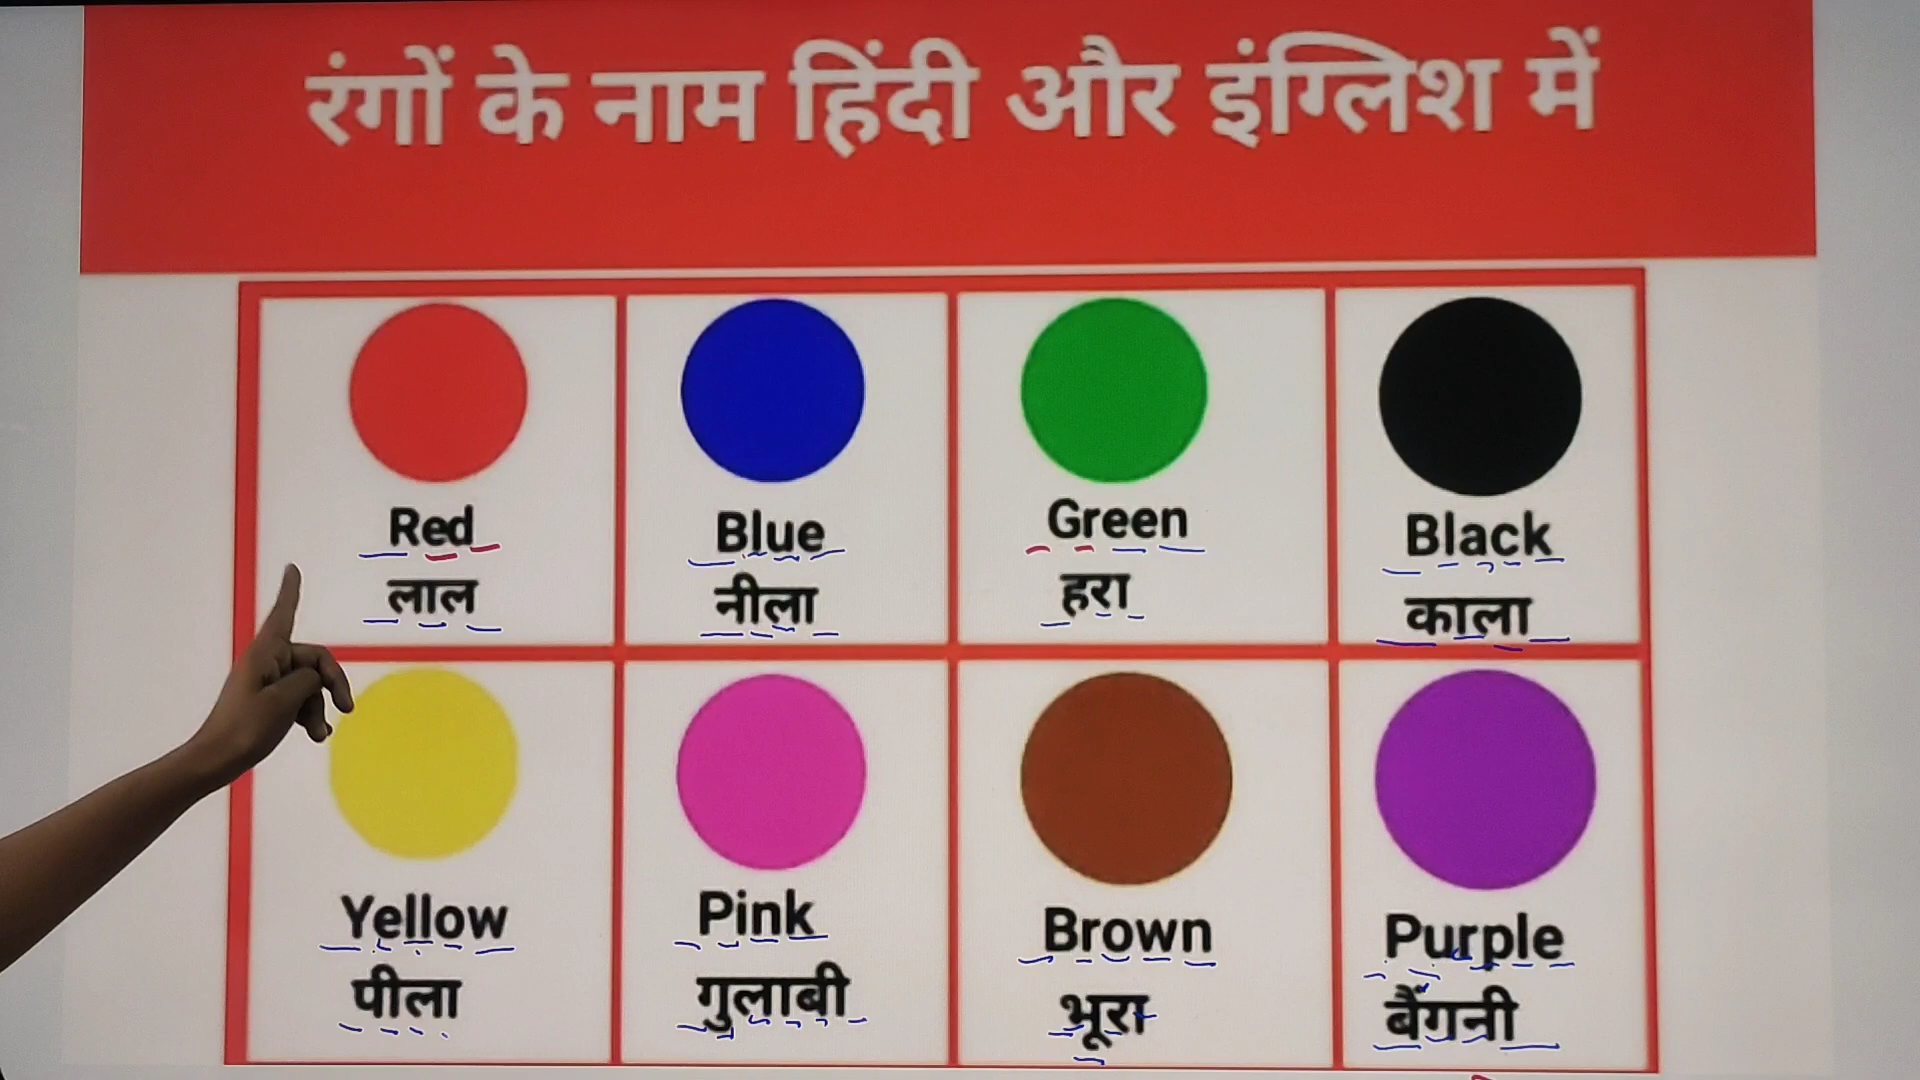 रंगों के नाम हिंदी और इंग्लिश में
Red
लाल
Blue
नीला
Green
हरा
Black
काला
Yellow
पीला
Pink
गुलाबी
Brown
भूरा
Purple
बैंगनी